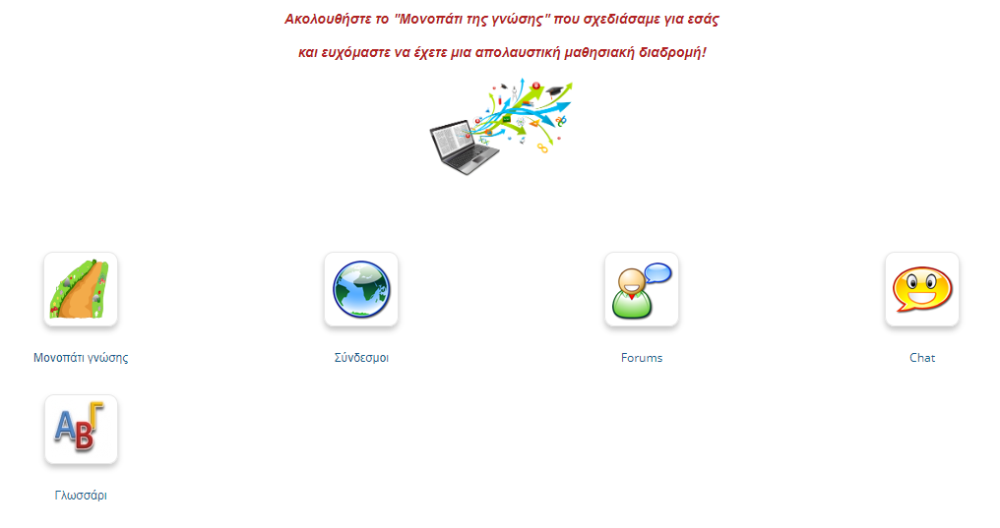 Ακολουθήστε το "Μονοπάτι της γνώσης" που σχεδιάσαμε για εσάς
και ευχόμαστε να έχετε μια απολαυστική μαθησιακή διαδρομή!
Μονοπάτι γνώσης
Σύνδεσμοι
Forums
Chat
ΑΒΓ
Γλωσσάρι